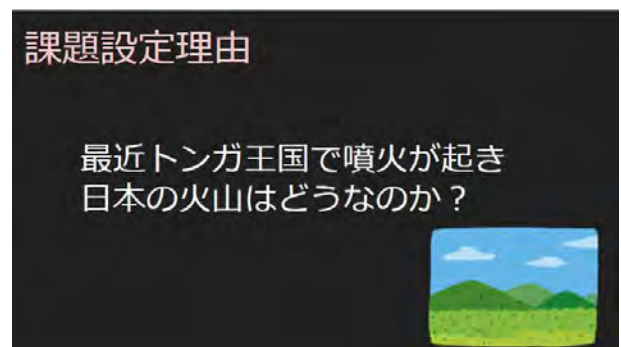 課題設定理由
最近トンガ王国で噴火が起き
日本の火山はどうなのか？